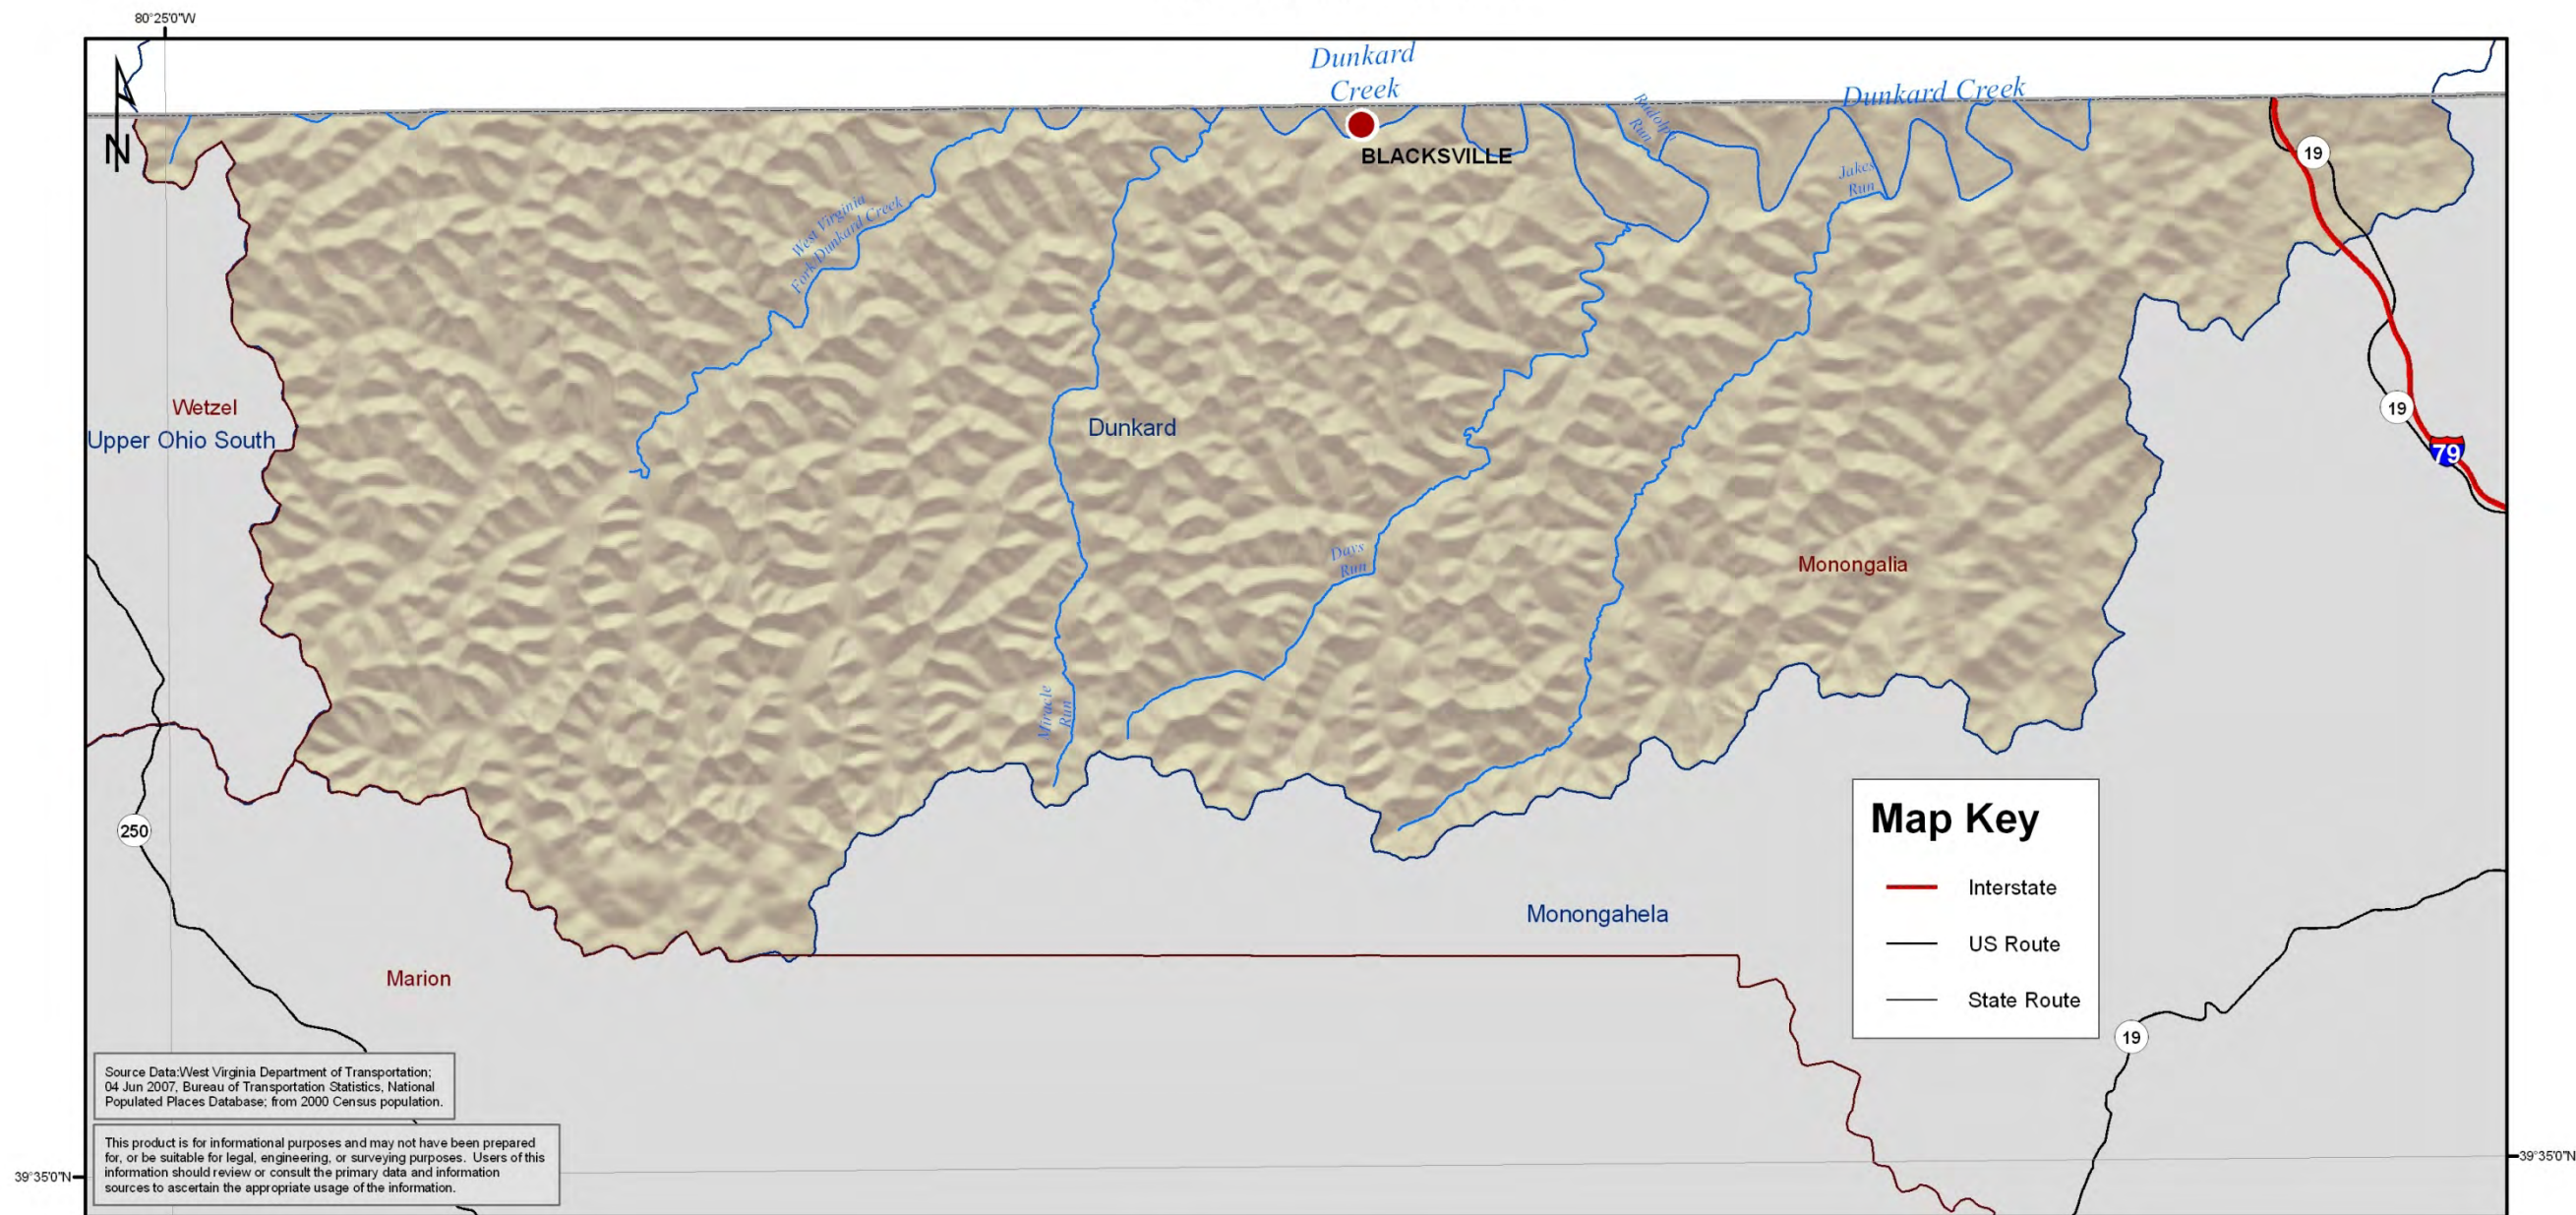 80°25'0"W
Dunkard
Creek
Dunkard Creek
N
BLACKSVILLE
Rudolph
Run
Jakes
Run
19
West Virginia
Fork Dunkard Creek
Wetzel
Upper Ohio South
Dunkard
19
79
Days
Run
Monongalia
Miracle
Run
250
Monongahela
Marion
Map Key
Interstate
US Route
State Route
19
Source Data:West Virginia Department of Transportation;
04 Jun 2007, Bureau of Transportation Statistics, National
Populated Places Database; from 2000 Census population.
This product is for informational purposes and may not have been prepared
for, or be suitable for legal, engineering, or surveying purposes.  Users of this
information should review or consult the primary data and information
sources to ascertain the appropriate usage of the information.
39°35'0"N
39°35'0"N